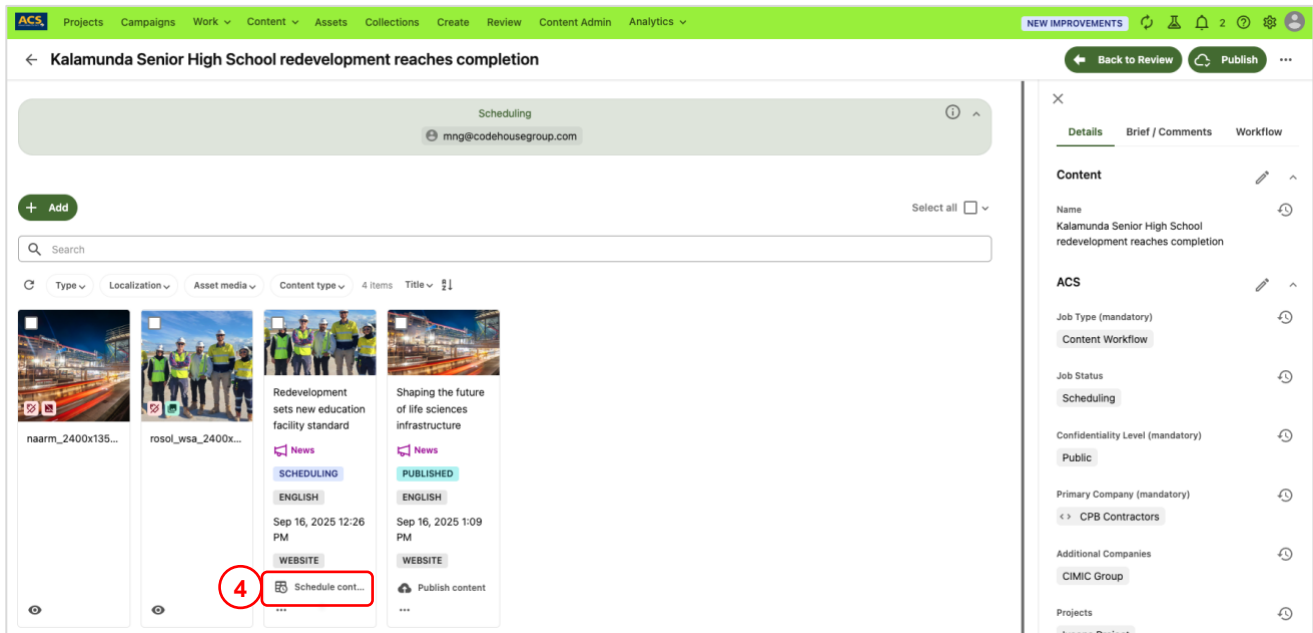 ACS Projects Campaigns Work Content Assets Collections Create Review Content Admin Analytics NEW IMPROVEMENTS 2
Kalamunda Senior High School redevelopment reaches completion Back to Review Publish ...
Scheduling
mng@codehousegroup.com
Details Brief / Comments Workflow
Content
+ Add
Select all
Name
Kalamunda Senior High School
redevelopment reaches completion
Search
Type Localization Asset media Content type 4 items Title
ACS
Job Type (mandatory)
Content Workflow
Job Status
Scheduling
Confidentiality Level (mandatory)
Public
Primary Company (mandatory)
<> CPB Contractors
Additional Companies
CIMIC Group
Projects
naarm_2400x135...
rosol_wsa_2400x...
Redevelopment
sets new education
facility standard
News
SCHEDULING
ENGLISH
Sep 16, 2025 12:26
PM
WEBSITE
4
Schedule cont...
...
Shaping the future
of life sciences
infrastructure
News
PUBLISHED
ENGLISH
Sep 16, 2025 1:09
PM
WEBSITE
Publish content
...